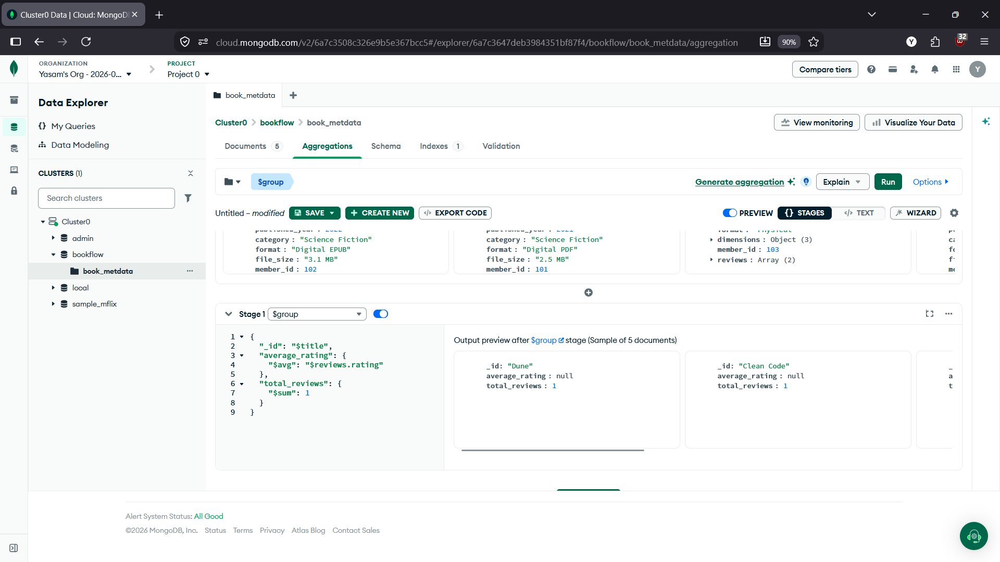 Cluster0 Data | Cloud: MongoD
cloud.mongodb.com/v2/6a7c3508c326e9b5e367bcc5#/explorer/6a7c3647deb3984351bf87f4/bookflow/book_metdata/aggregation
90%
Y
32
ORGANIZATION
Yasam's Org - 2026-0...
PROJECT
Project 0
Compare tiers
Y
Data Explorer
My Queries
Data Modeling
CLUSTERS (1)
Search clusters
Cluster0
admin
bookflow
book_metdata
local
sample_mflix
book_metdata
Cluster0 > bookflow > book_metdata
View monitoring
Visualize Your Data
Documents 5
Aggregations
Schema
Indexes 1
Validation
$group
Generate aggregation
Explain
Run
Options
Untitled – modified
SAVE
CREATE NEW
EXPORT CODE
PREVIEW
STAGES
TEXT
WIZARD
published_year : 2022
category : "Science Fiction"
format : "Digital EPUB"
file_size : "3.1 MB"
member_id : 102
published_year : 2021
category : "Science Fiction"
format : "Digital PDF"
file_size : "2.5 MB"
member_id : 101
format : "Physical"
dimensions : Object (3)
member_id : 103
reviews : Array (2)
Stage 1
$group
1 {
2 "_id": "$title",
3 "average_rating": {
4 "$avg": "$reviews.rating"
5 },
6 "total_reviews": {
7 "$sum": 1
8 }
9 }
Output preview after $group stage (Sample of 5 documents)
_id: "Dune"
average_rating : null
total_reviews : 1
_id: "Clean Code"
average_rating : null
total_reviews : 1
Alert System Status: All Good
©2026 MongoDB, Inc. Status Terms Privacy Atlas Blog Contact Sales